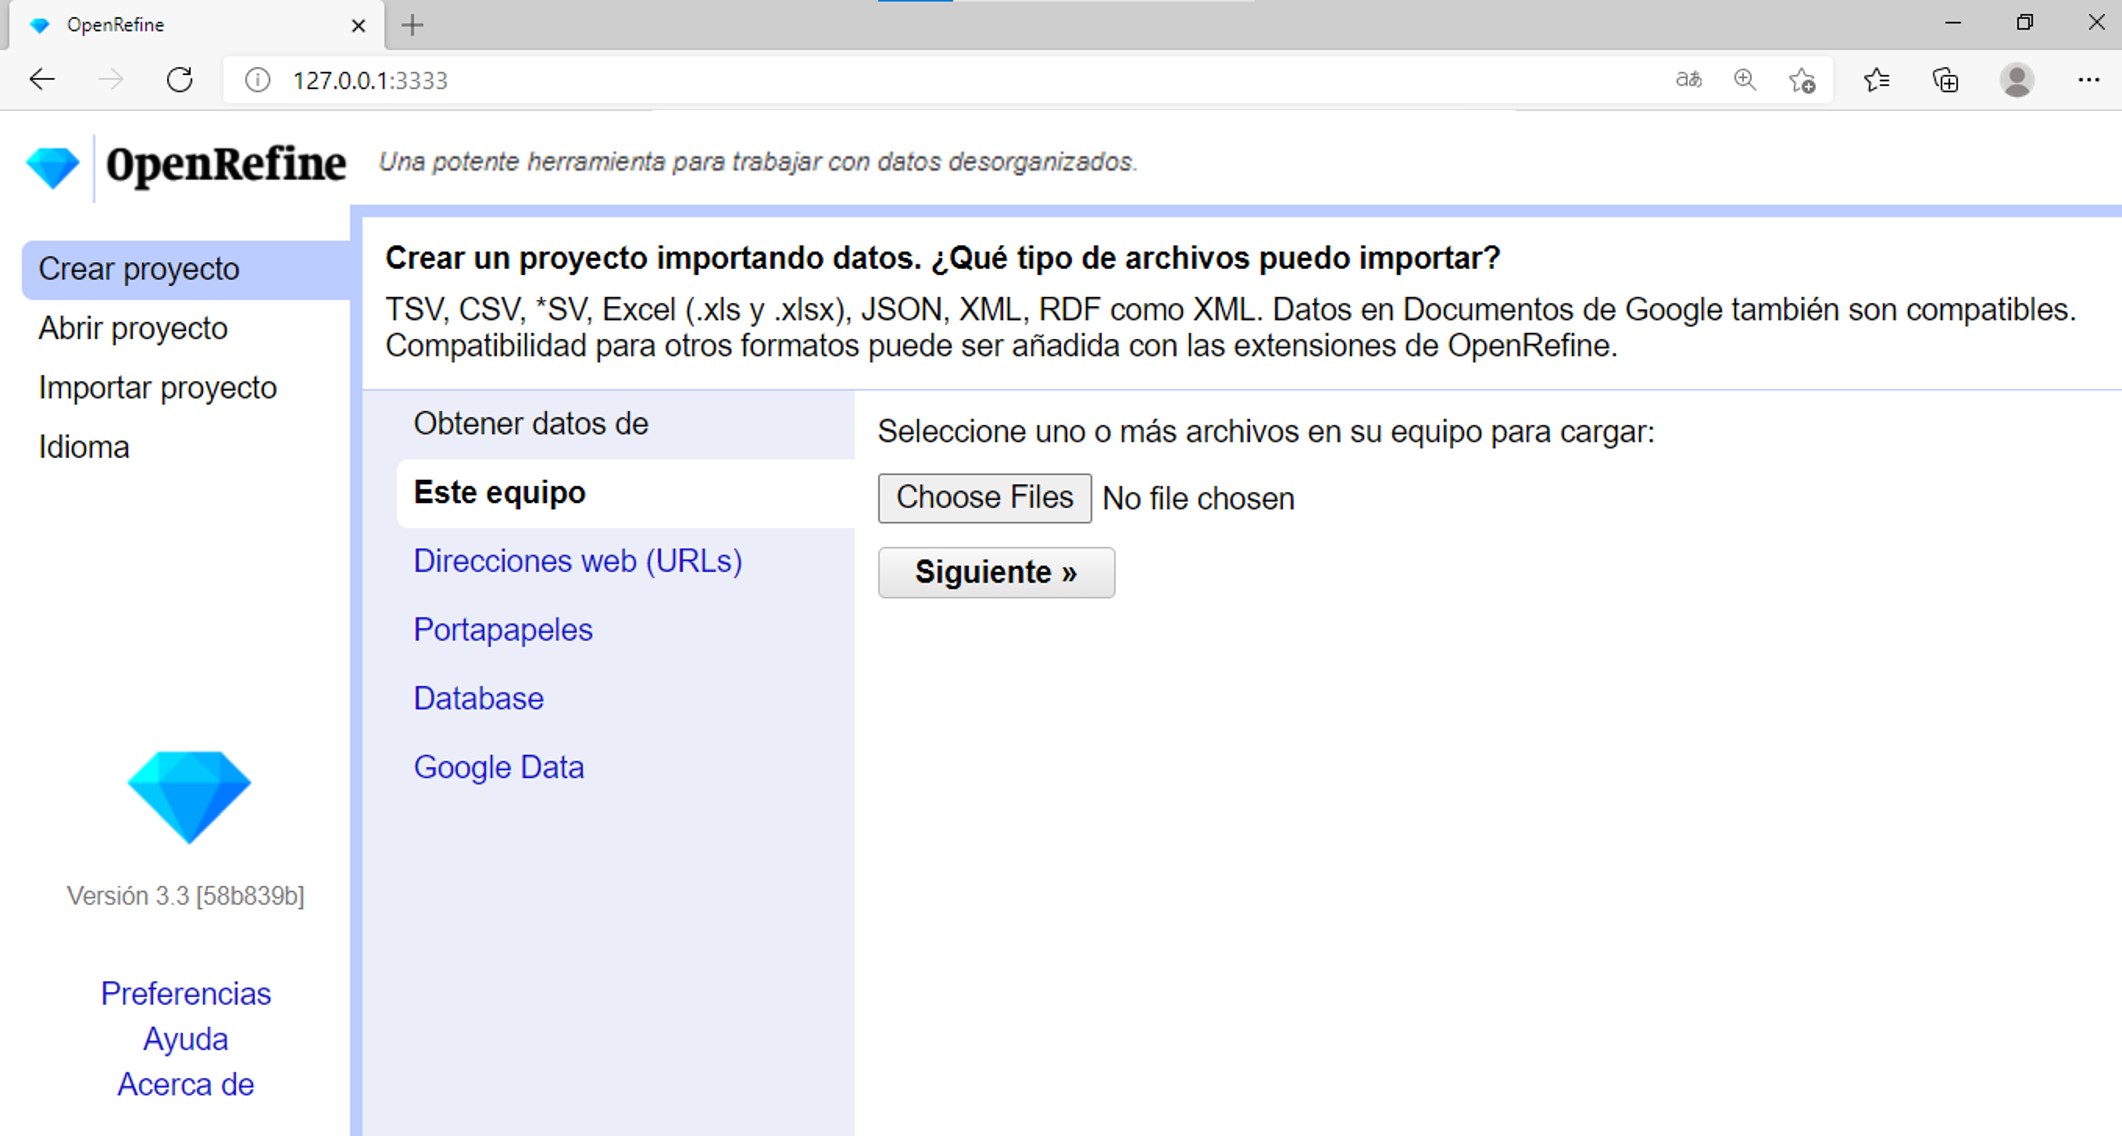 OpenRefine
127.0.0.1:3333
aあ
OpenRefine
Una potente herramienta para trabajar con datos desorganizados.
Crear proyecto
Abrir proyecto
Importar proyecto
Idioma
Crear un proyecto importando datos. ¿Qué tipo de archivos puedo importar?
TSV, CSV, *SV, Excel (.xls y .xlsx), JSON, XML, RDF como XML. Datos en Documentos de Google también son compatibles.
Compatibilidad para otros formatos puede ser añadida con las extensiones de OpenRefine.
Obtener datos de
Este equipo
Direcciones web (URLs)
Portapapeles
Database
Google Data
Seleccione uno o más archivos en su equipo para cargar:
Choose Files No file chosen
Siguiente »
Versión 3.3 [58b839b]
Preferencias
Ayuda
Acerca de